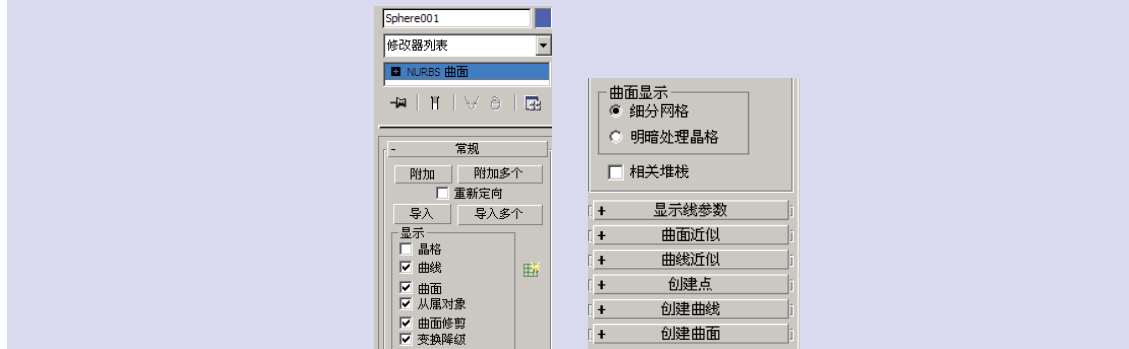 Sphere001
修改器列表
NURBS 曲面
- 常规
附加 附加多个
重新定向
导入 导入多个
显示
晶格
曲线
曲面
从属对象
曲面修剪
变换降级
曲面显示
细分网格
明暗处理晶格
相关堆栈
+ 显示线参数
+ 曲面近似
+ 曲线近似
+ 创建点
+ 创建曲线
+ 创建曲面